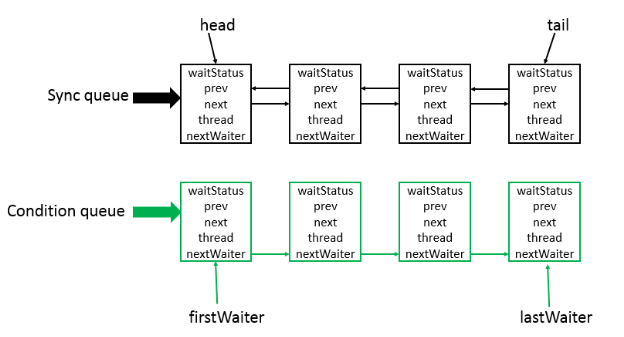 head
tail
Sync queue
waitStatus
prev
next
thread
nextWaiter
waitStatus
prev
next
thread
nextWaiter
waitStatus
prev
next
thread
nextWaiter
waitStatus
prev
next
thread
nextWaiter
Condition queue
waitStatus
prev
next
thread
nextWaiter
waitStatus
prev
next
thread
nextWaiter
waitStatus
prev
next
thread
nextWaiter
waitStatus
prev
next
thread
nextWaiter
firstWaiter
lastWaiter